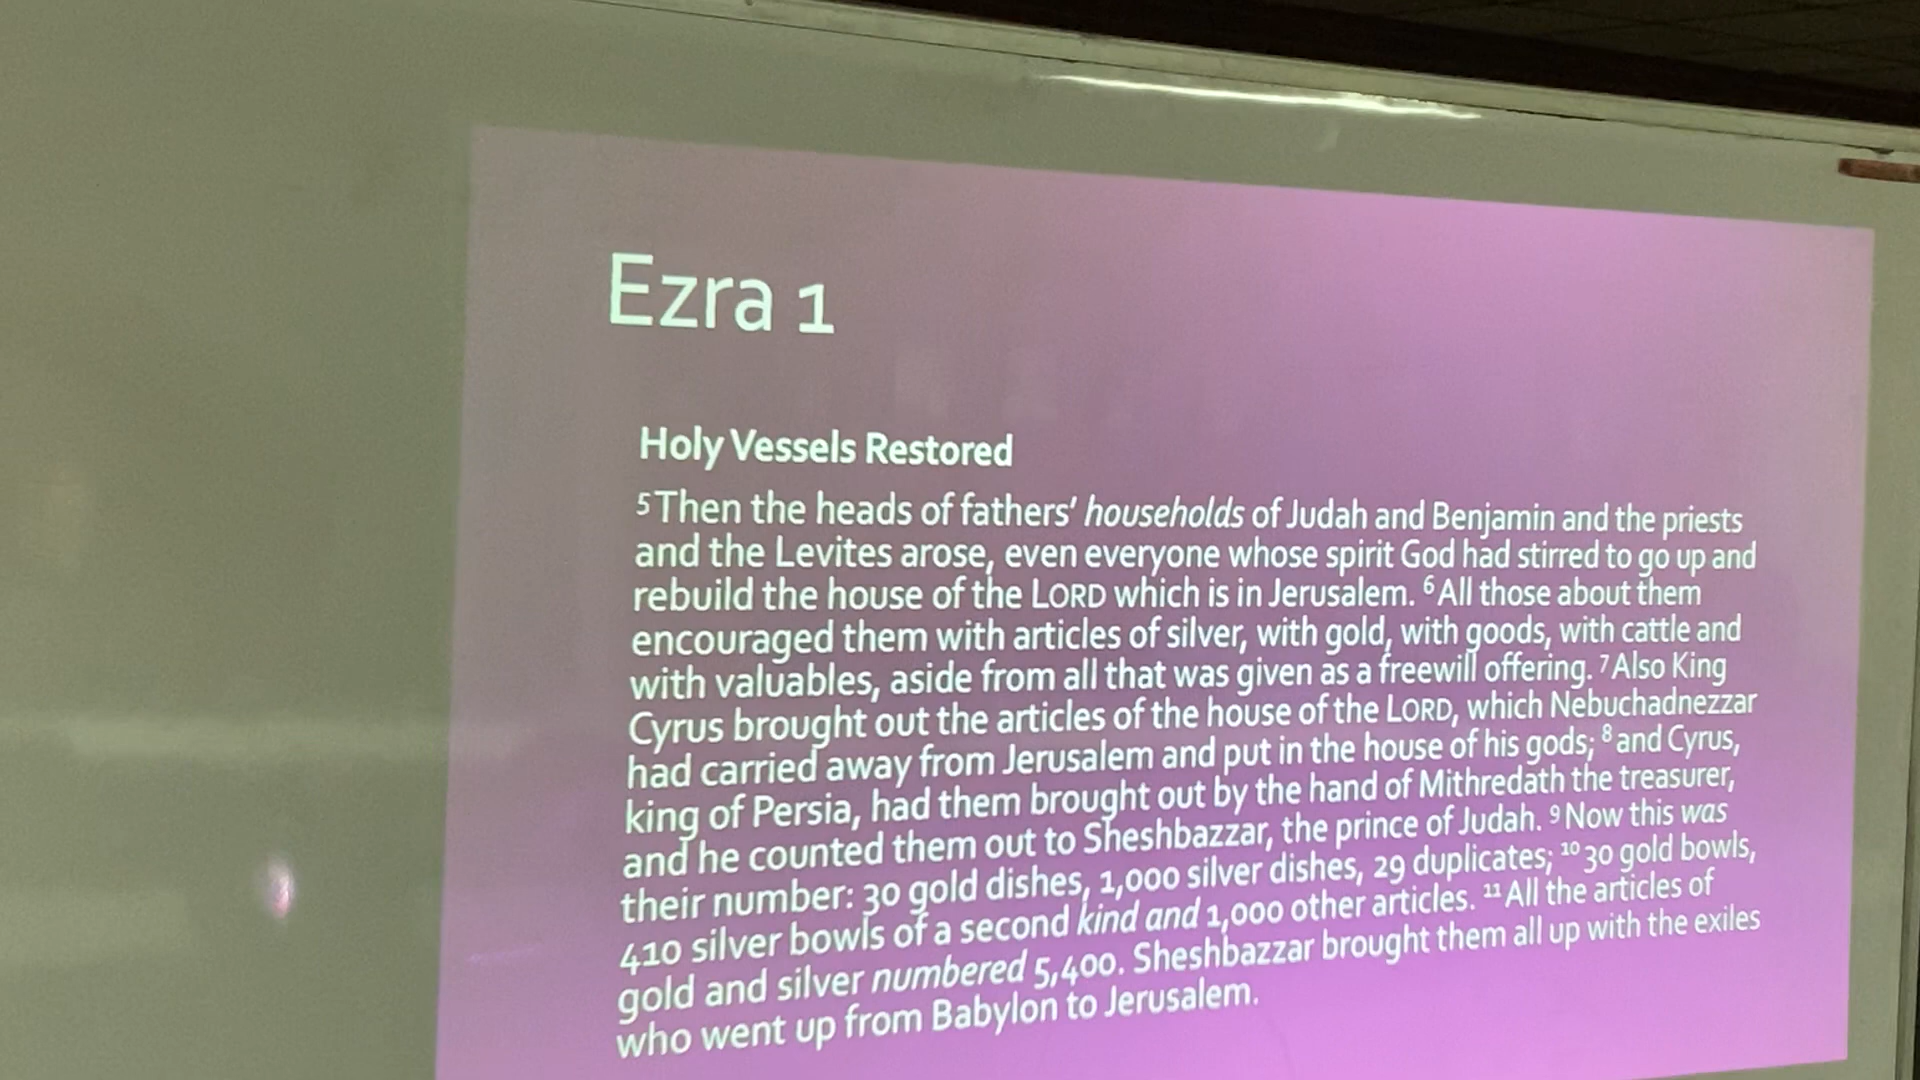 Ezra 1
Holy Vessels Restored
5 Then the heads of fathers' households of Judah and Benjamin and the priests
and the Levites arose, even everyone whose spirit God had stirred to go up and
rebuild the house of the LORD which is in Jerusalem. 6 All those about them
encouraged them with articles of silver, with gold, with goods, with cattle and
with valuables, aside from all that was given as a freewill offering. 7 Also King
Cyrus brought out the articles of the house of the LORD, which Nebuchadnezzar
had carried away from Jerusalem and put in the house of his gods; 8 and Cyrus,
king of Persia, had them brought out by the hand of Mithredath the treasurer,
and he counted them out to Sheshbazzar, the prince of Judah. 9 Now this was
their number: 30 gold dishes, 1,000 silver dishes, 29 duplicates; 10 30 gold bowls,
410 silver bowls of a second kind and 1,000 other articles. 11 All the articles of
gold and silver numbered 5,400. Sheshbazzar brought them all up with the exiles
who went up from Babylon to Jerusalem.